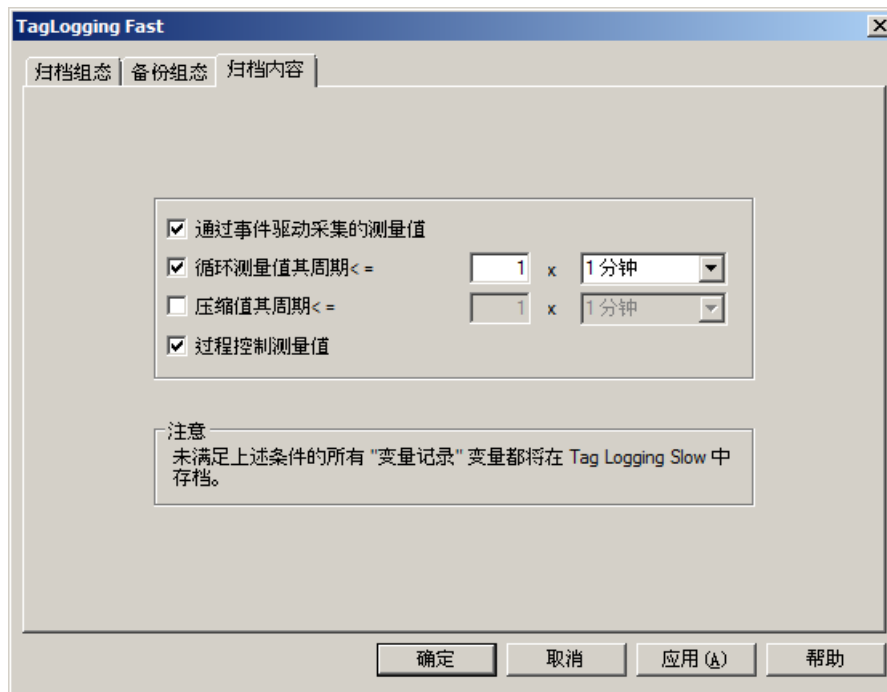 TagLogging Fast
归档组态 备份组态 归档内容
通过事件驱动采集的测量值
循环测量值其周期< = 1 x 1 分钟
压缩值其周期< = 1 x 1 分钟
过程控制测量值
注意
未满足上述条件的所有 "变量记录" 变量都将在 Tag Logging Slow 中
存档。
确定 取消 应用 (A) 帮助